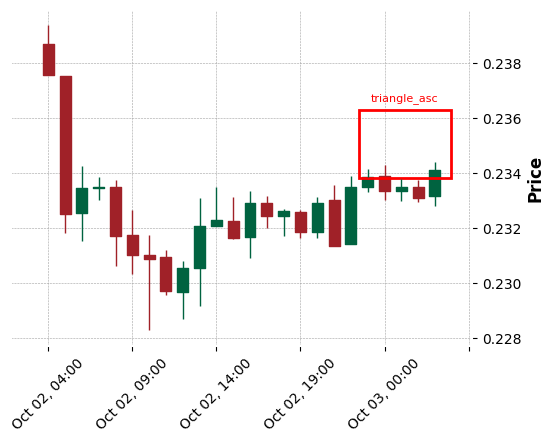 triangle_asc
0.238
0.236
0.234
0.232
0.230
0.228
Price
Oct 02, 04:00
Oct 02, 09:00
Oct 02, 14:00
Oct 02, 19:00
Oct 03, 00:00